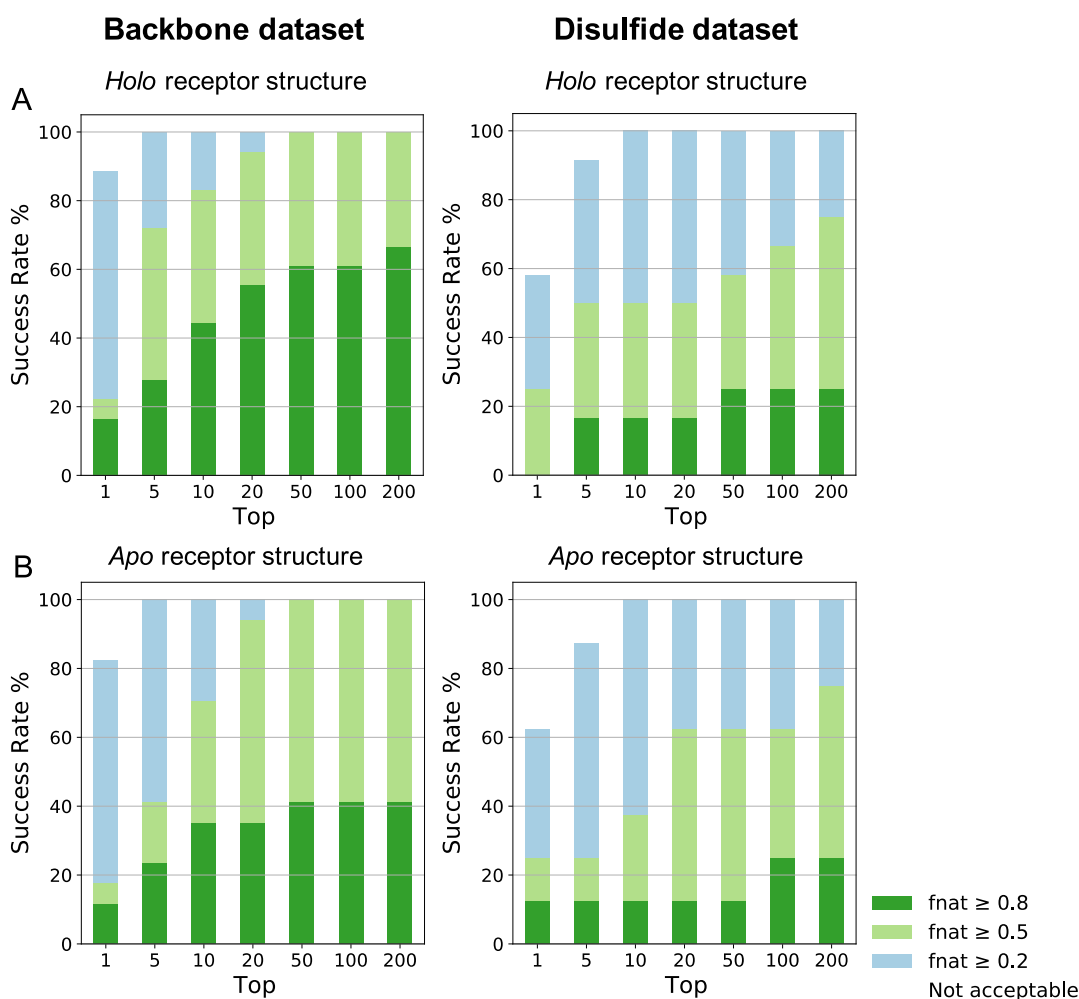 Backbone dataset
Disulfide dataset
A
Holo receptor structure
Holo receptor structure
100
80
60
40
20
0
Success Rate %
1 5 10 20 50 100 200
Top
100
80
60
40
20
0
Success Rate %
1 5 10 20 50 100 200
Top
B
Apo receptor structure
Apo receptor structure
100
80
60
40
20
0
Success Rate %
1 5 10 20 50 100 200
Top
100
80
60
40
20
0
Success Rate %
1 5 10 20 50 100 200
Top
fnat ≥ 0.8
fnat ≥ 0.5
fnat ≥ 0.2
Not acceptable